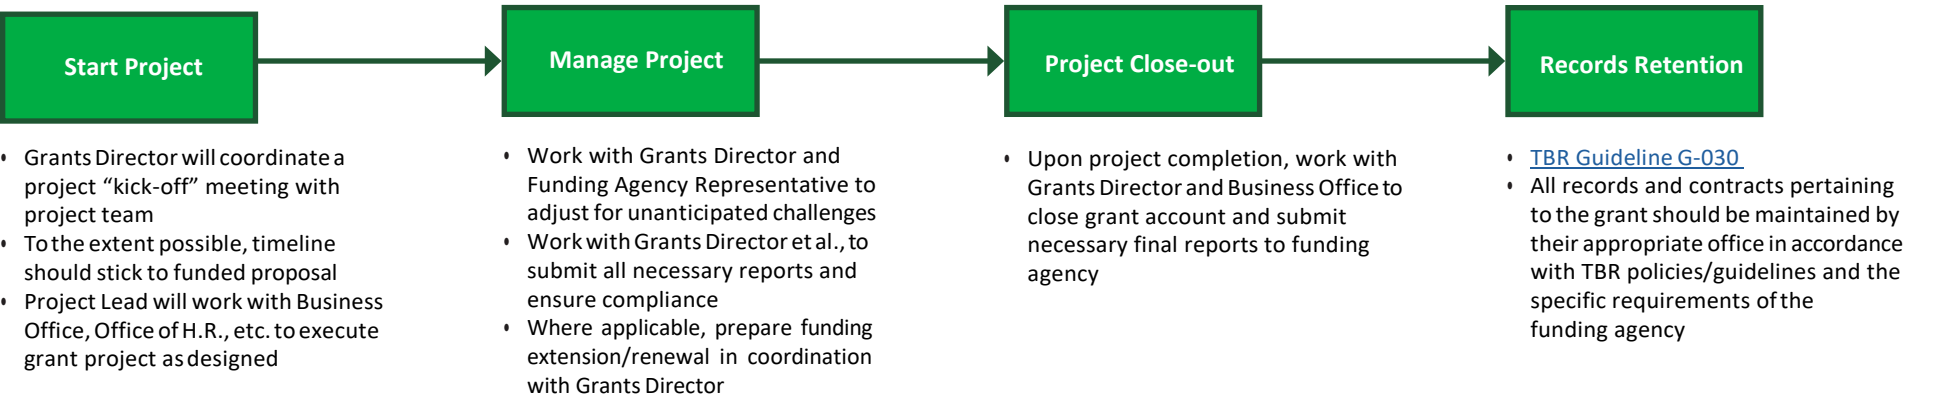 Start Project
Manage Project
Project Close-out
Records Retention
• Grants Director will coordinate a
project “kick-off” meeting with
project team
• To the extent possible, timeline
should stick to funded proposal
• Project Lead will work with Business
Office, Office of H.R., etc. to execute
grant project as designed
• Work with Grants Director and
Funding Agency Representative to
adjust for unanticipated challenges
• Work with Grants Director et al., to
submit all necessary reports and
ensure compliance
• Where applicable, prepare funding
extension/renewal in coordination
with Grants Director
• Upon project completion, work with
Grants Director and Business Office to
close grant account and submit
necessary final reports to funding
agency
• TBR Guideline G-030
• All records and contracts pertaining
to the grant should be maintained by
their appropriate office in accordance
with TBR policies/guidelines and the
specific requirements of the
funding agency